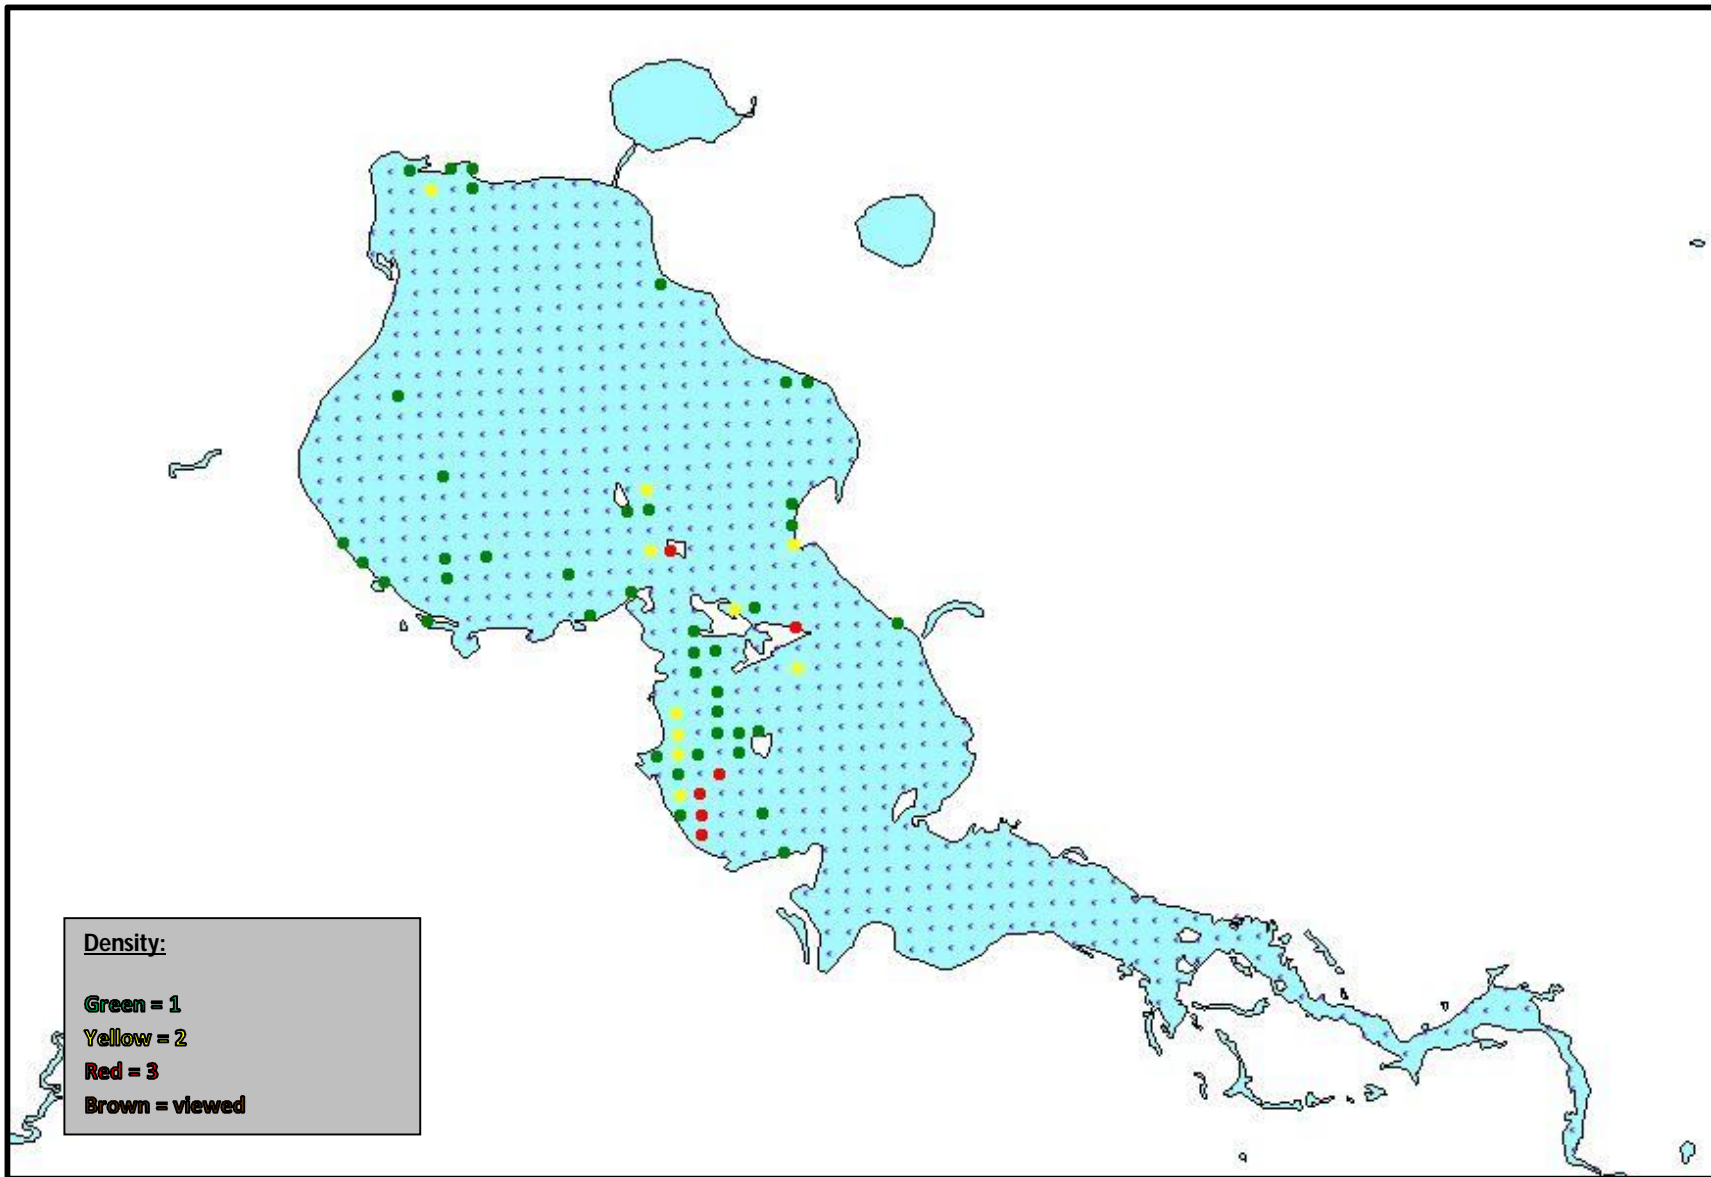 Density:
Green = 1
Yellow = 2
Red = 3
Brown = viewed